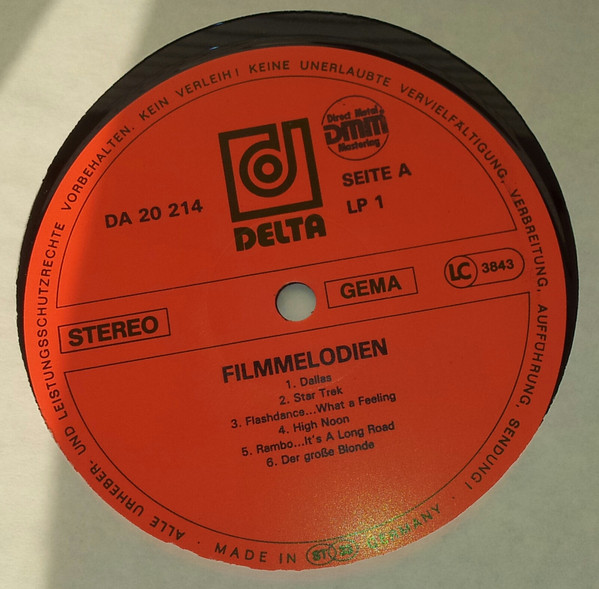 ALLE URHEBER- UND LEISTUNGSSCHUTZRECHTE VORBEHALTEN. KEIN VERLEIH! KEINE UNERLAUBTE VERVIELFÄLTIGUNG, VERBREITUNG, AUFFÜHRUNG, SENDUNG!
Direct Metal
DMM
Mastering
DA 20 214
DELTA
SEITE A
LP 1
STEREO
GEMA
LC 3843
FILMMELODIEN
1. Dallas
2. Star Trek
3. Flashdance...What a Feeling
4. High Noon
5. Rambo...It's A Long Road
6. Der große Blonde
· MADE IN GERMANY ·